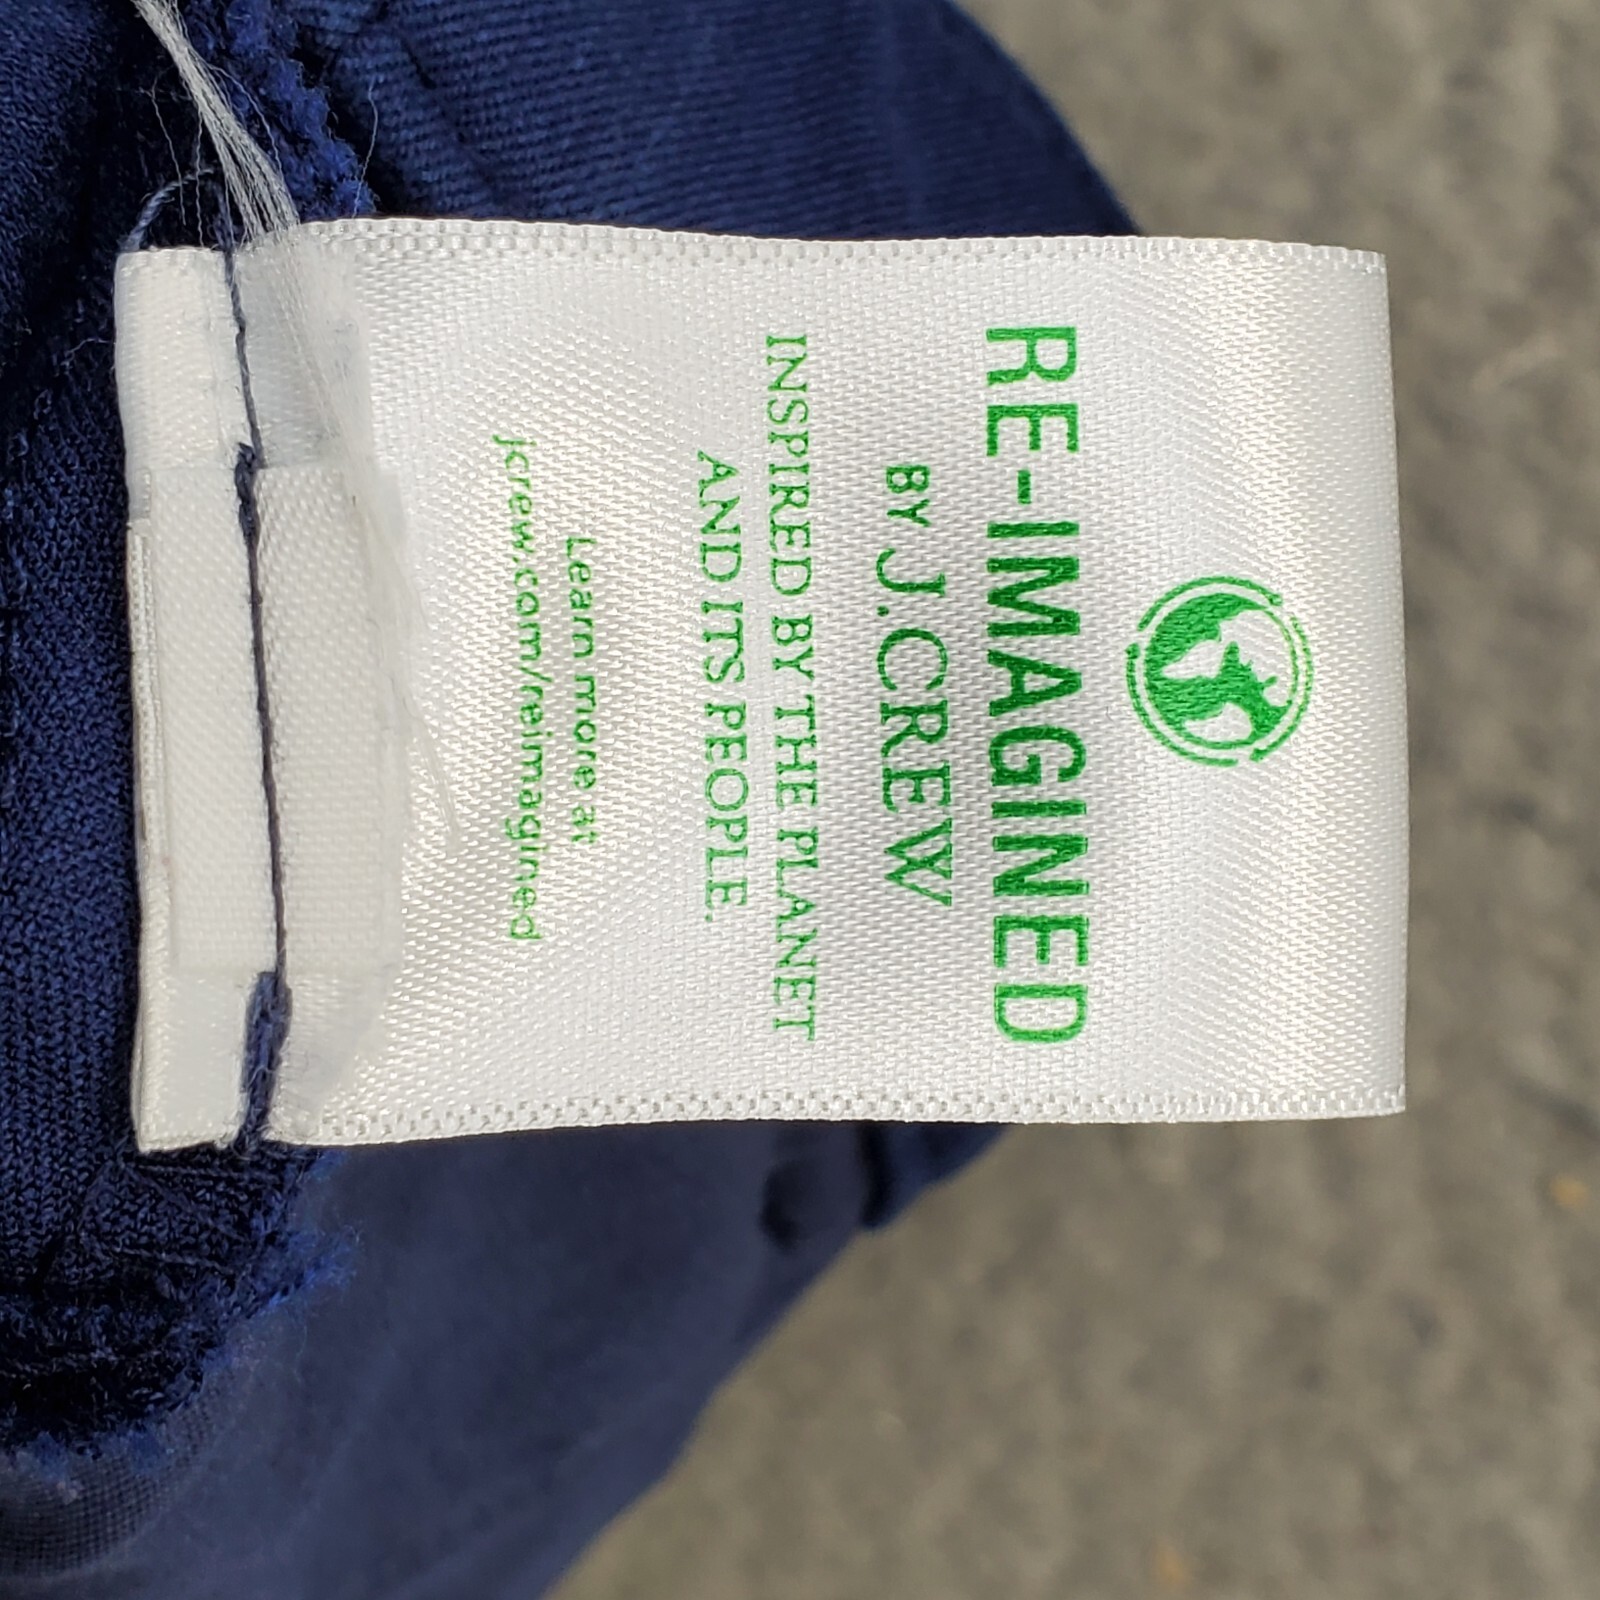 RE-IMAGINED
BY J.CREW
INSPIRED BY THE PLANET
AND ITS PEOPLE.
Learn more at
jcrew.com/reimagined